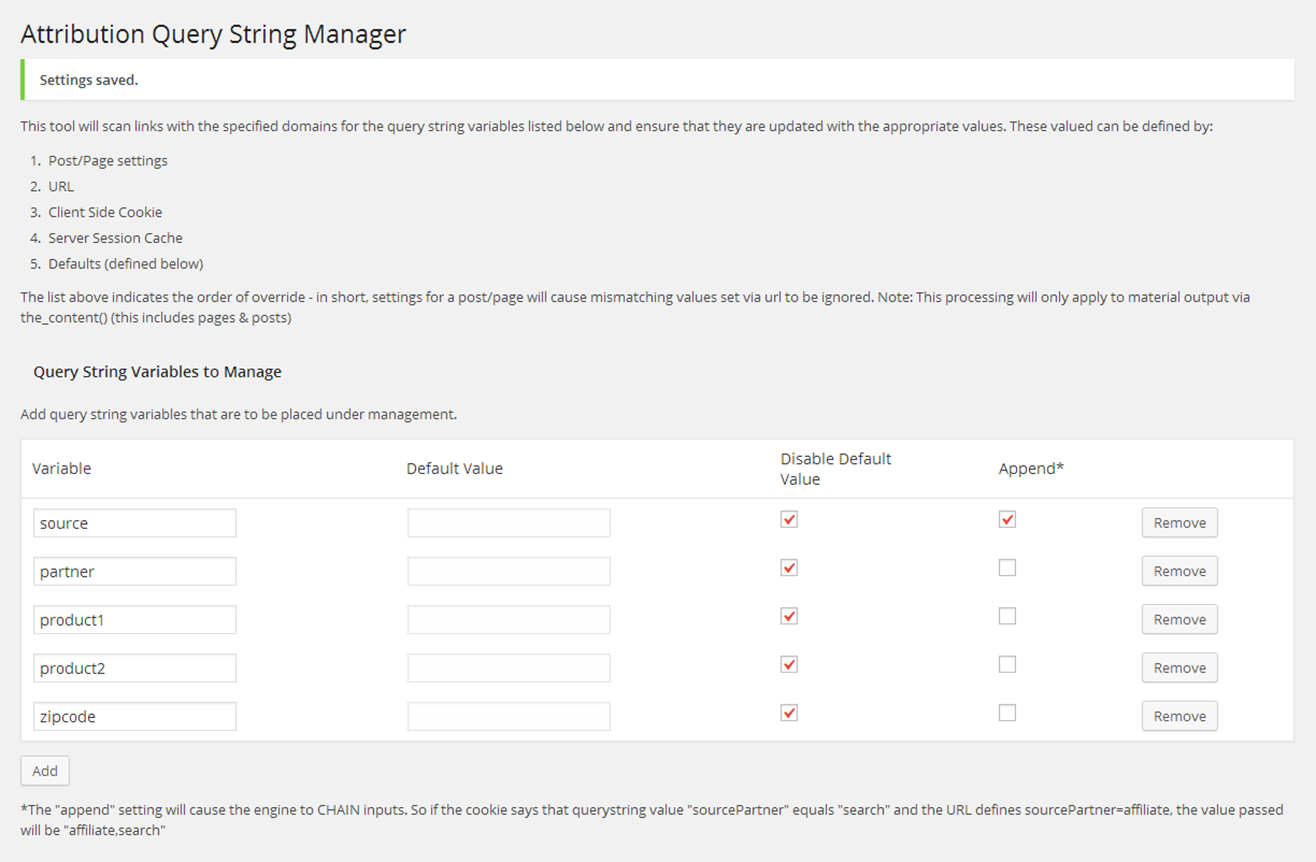 Attribution Query String Manager
Settings saved.
This tool will scan links with the specified domains for the query string variables listed below and ensure that they are updated with the appropriate values. These valued can be defined by:
1. Post/Page settings
2. URL
3. Client Side Cookie
4. Server Session Cache
5. Defaults (defined below)
The list above indicates the order of override - in short, settings for a post/page will cause mismatching values set via url to be ignored. Note: This processing will only apply to material output via
the_content() (this includes pages & posts)
Query String Variables to Manage
Add query string variables that are to be placed under management.
Variable Default Value Disable Default Value Append*
source Remove
partner Remove
product1 Remove
product2 Remove
zipcode Remove
Add
*The "append" setting will cause the engine to CHAIN inputs. So if the cookie says that querystring value "sourcePartner" equals "search" and the URL defines sourcePartner=affiliate, the value passed
will be "affiliate,search"